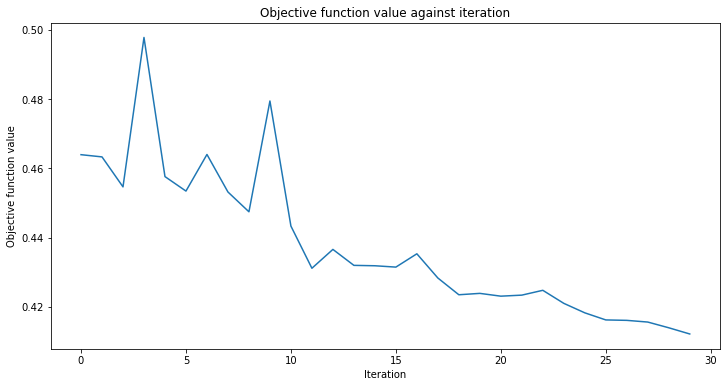 Objective function value against iteration
Objective function value
0.50
0.48
0.46
0.44
0.42
0 5 10 15 20 25 30
Iteration